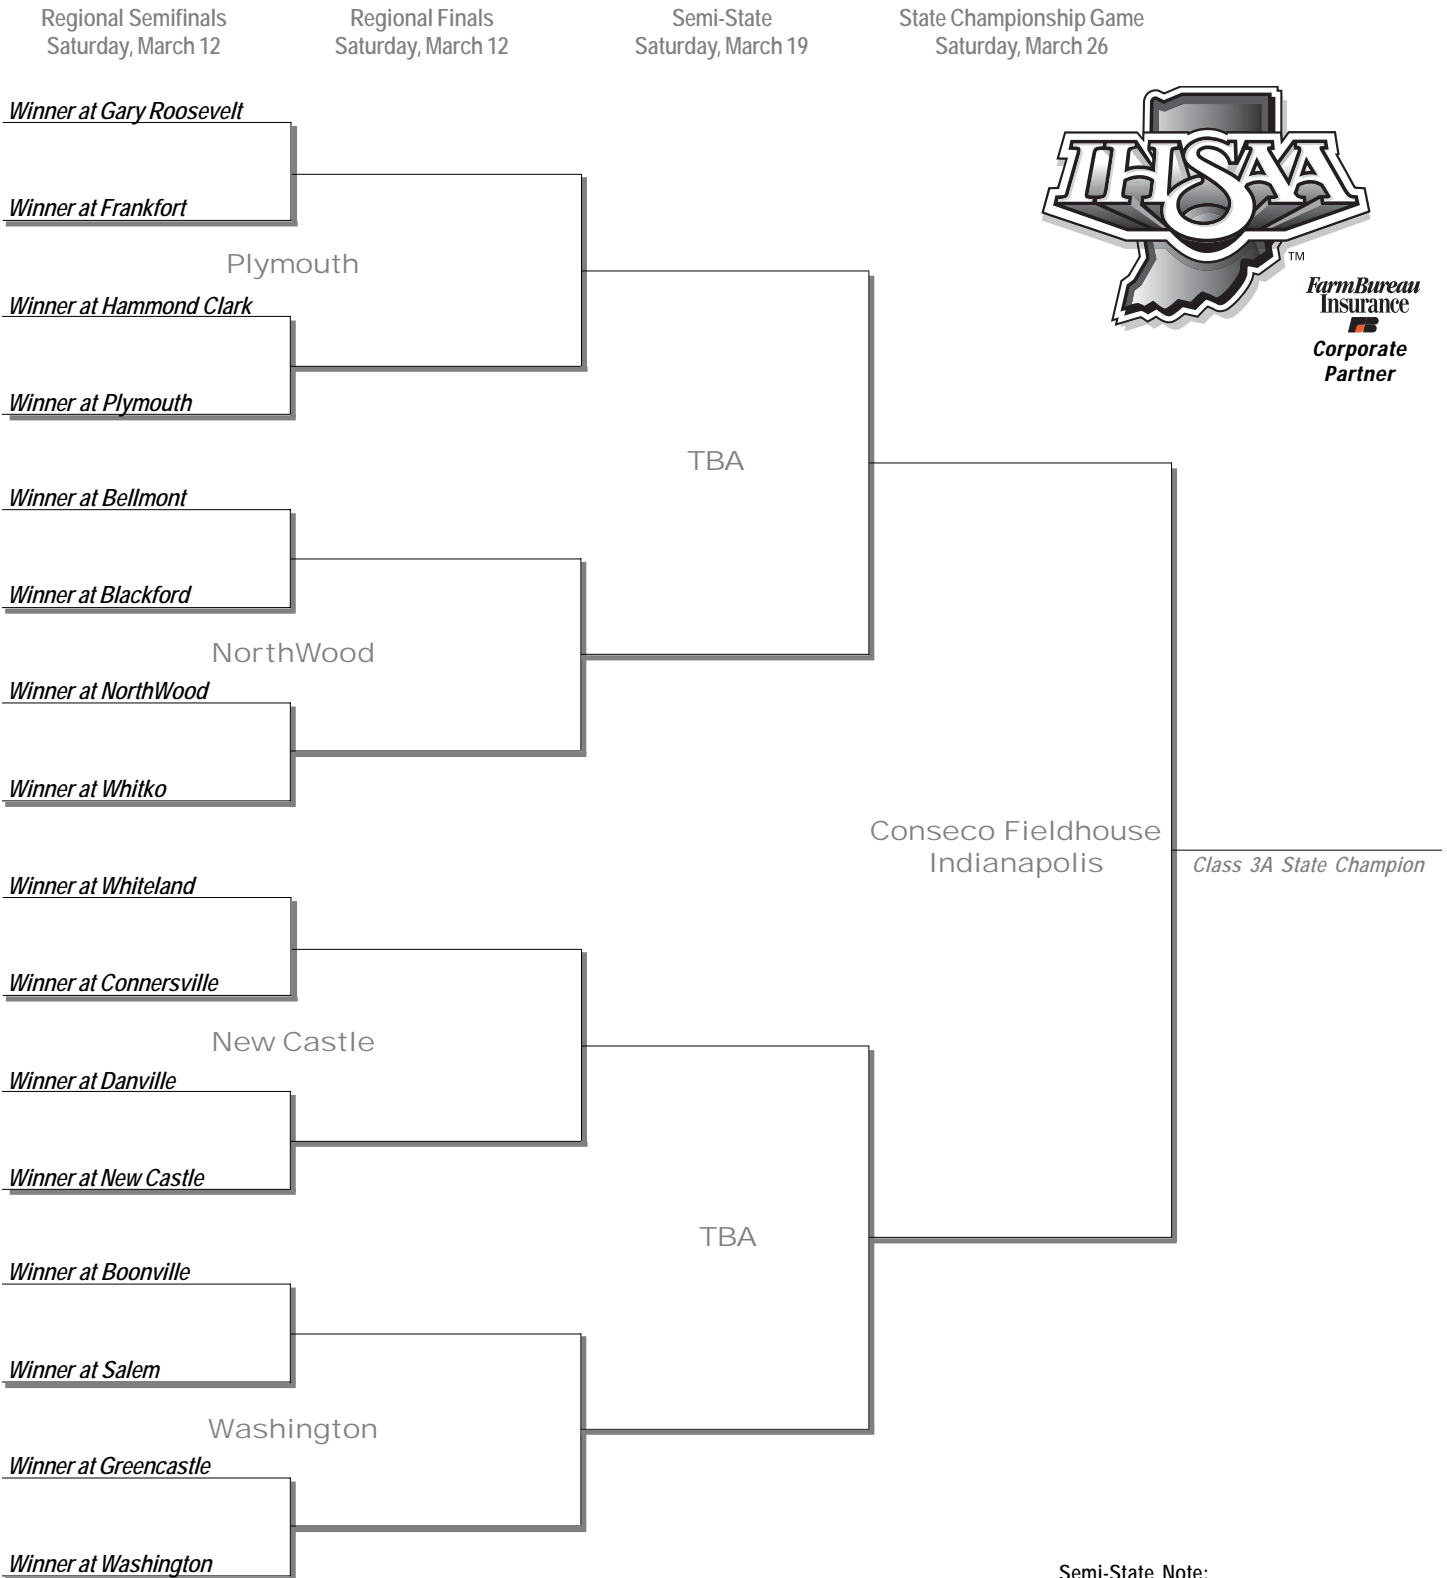 Regional Semifinals
Saturday, March 12
Regional Finals
Saturday, March 12
Semi-State
Saturday, March 19
State Championship Game
Saturday, March 26
Winner at Gary Roosevelt
Winner at Frankfort
Plymouth
Winner at Hammond Clark
Winner at Plymouth
IHSAA
TM
FarmBureau
Insurance
FB
Corporate
Partner
TBA
Winner at Bellmont
Winner at Blackford
NorthWood
Winner at NorthWood
Winner at Whitko
Conseco Fieldhouse
Indianapolis
Class 3A State Champion
Winner at Whiteland
Winner at Connersville
New Castle
Winner at Danville
Winner at New Castle
TBA
Winner at Boonville
Winner at Salem
Washington
Winner at Greencastle
Winner at Washington
Semi-State Note: